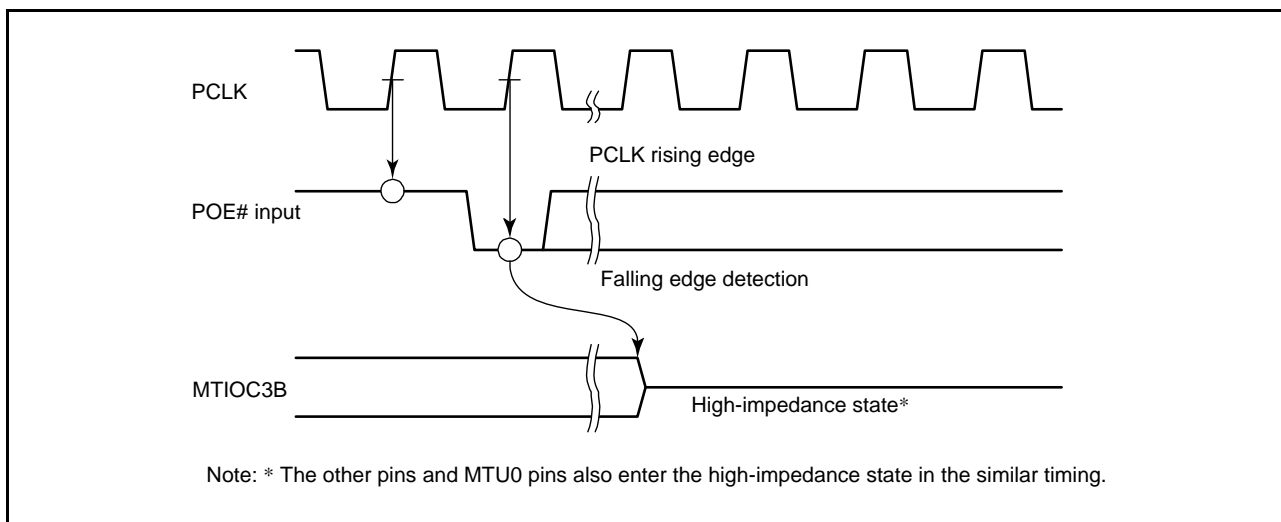 PCLK
PCLK rising edge
POE# input
Falling edge detection
MTIOC3B
High-impedance state*
Note: * The other pins and MTU0 pins also enter the high-impedance state in the similar timing.